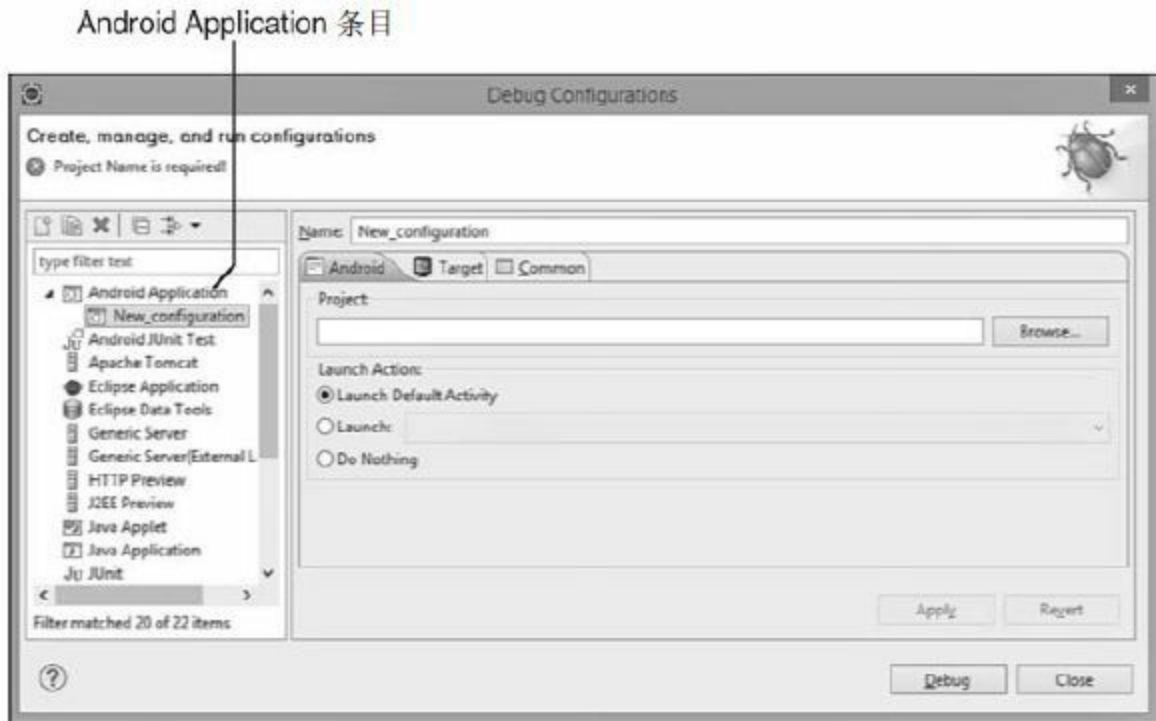 Android Application 条目
Debug Configurations
Create, manage, and run configurations
Project Name is required!
type filter text
Android Application
New_configuration
Android JUnit Test
Apache Tomcat
Eclipse Application
Eclipse Data Tools
Generic Server
Generic Server(External L
HTTP Preview
J2EE Preview
Java Applet
Java Application
JUnit
Filter matched 20 of 22 items
Name: New_configuration
Android Target Common
Project:
Browse...
Launch Action:
Launch Default Activity
Launch:
Do Nothing
Apply Revert
Debug Close